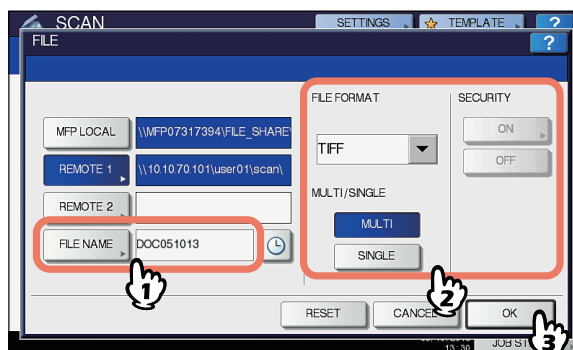 SCAN
SETTINGS
TEMPLATE
?
FILE
?
FILE FORMAT
SECURITY
MFP LOCAL
\\MFP07317394\FILE_SHARE
TIFF
ON
OFF
REMOTE 1
\\10.10.70.101\user01\scan\
MULTI/SINGLE
REMOTE 2
MULTI
FILE NAME
DOC051013
SINGLE
1
2
RESET
CANCEL
OK
3
13:30
JOB ST